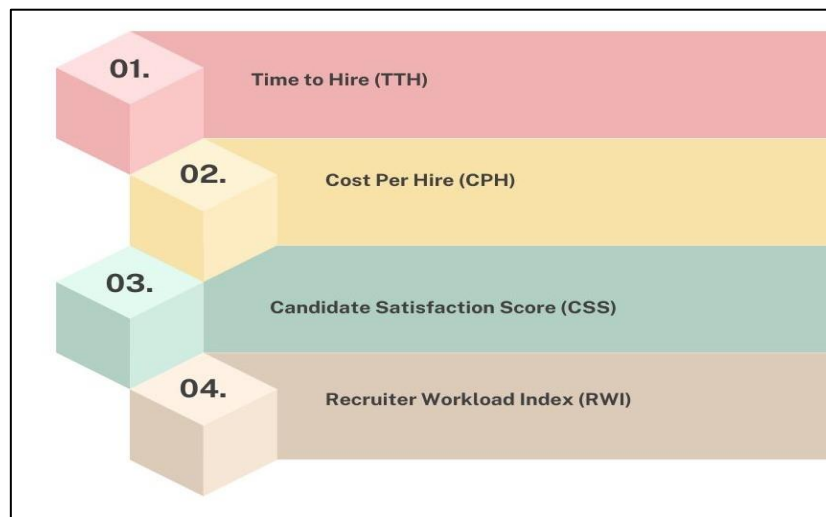 01.
Time to Hire (TTH)
02.
Cost Per Hire (CPH)
03.
Candidate Satisfaction Score (CSS)
04.
Recruiter Workload Index (RWI)